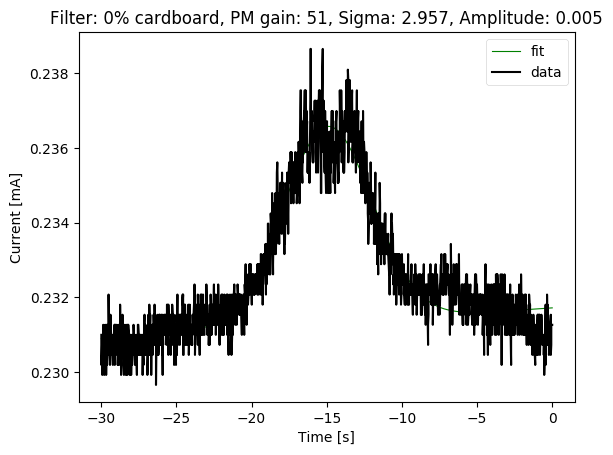 Filter: 0% cardboard, PM gain: 51, Sigma: 2.957, Amplitude: 0.005
fit
data
0.238
0.236
0.234
0.232
0.230
Current [mA]
−30
−25
−20
−15
−10
−5
0
Time [s]